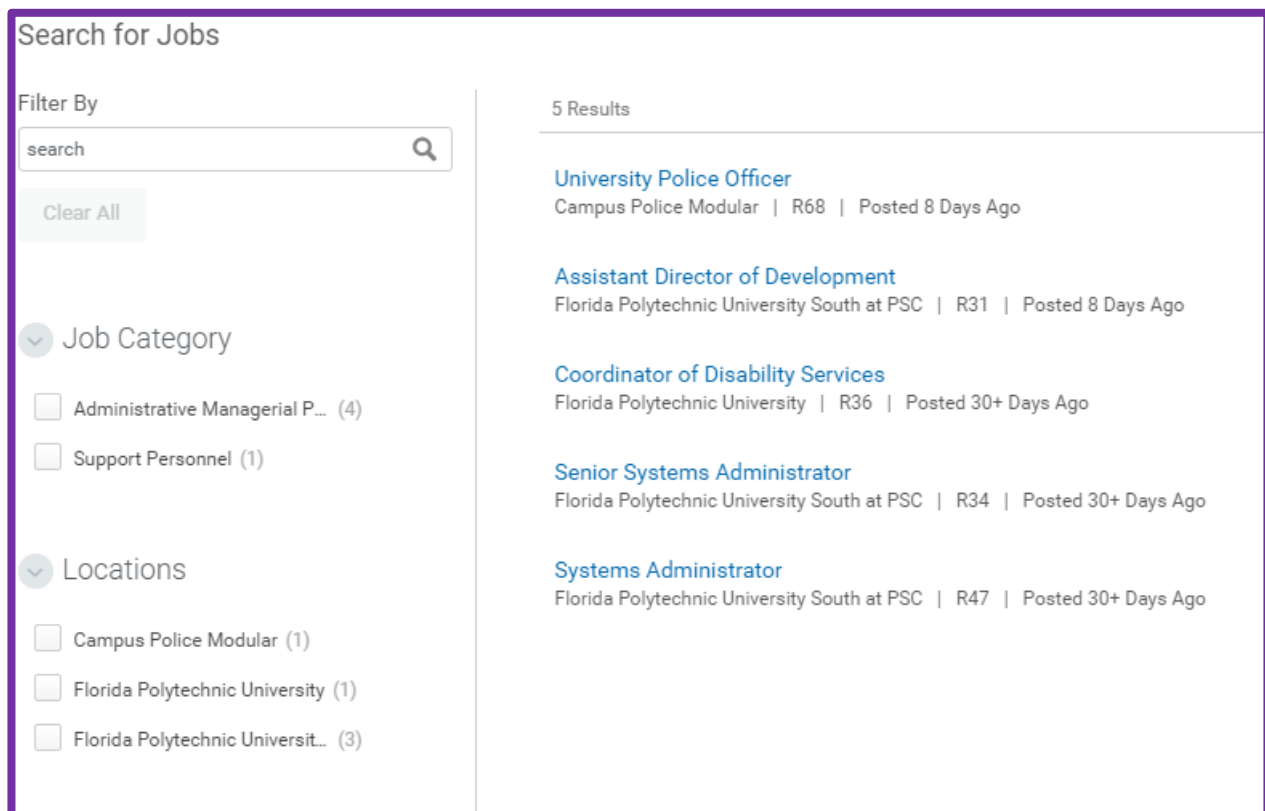 Search for Jobs
Filter By
search
Clear All
Job Category
Administrative Managerial P... (4)
Support Personnel (1)
Locations
Campus Police Modular (1)
Florida Polytechnic University (1)
Florida Polytechnic Universit... (3)
5 Results
University Police Officer
Campus Police Modular | R68 | Posted 8 Days Ago
Assistant Director of Development
Florida Polytechnic University South at PSC | R31 | Posted 8 Days Ago
Coordinator of Disability Services
Florida Polytechnic University | R36 | Posted 30+ Days Ago
Senior Systems Administrator
Florida Polytechnic University South at PSC | R34 | Posted 30+ Days Ago
Systems Administrator
Florida Polytechnic University South at PSC | R47 | Posted 30+ Days Ago